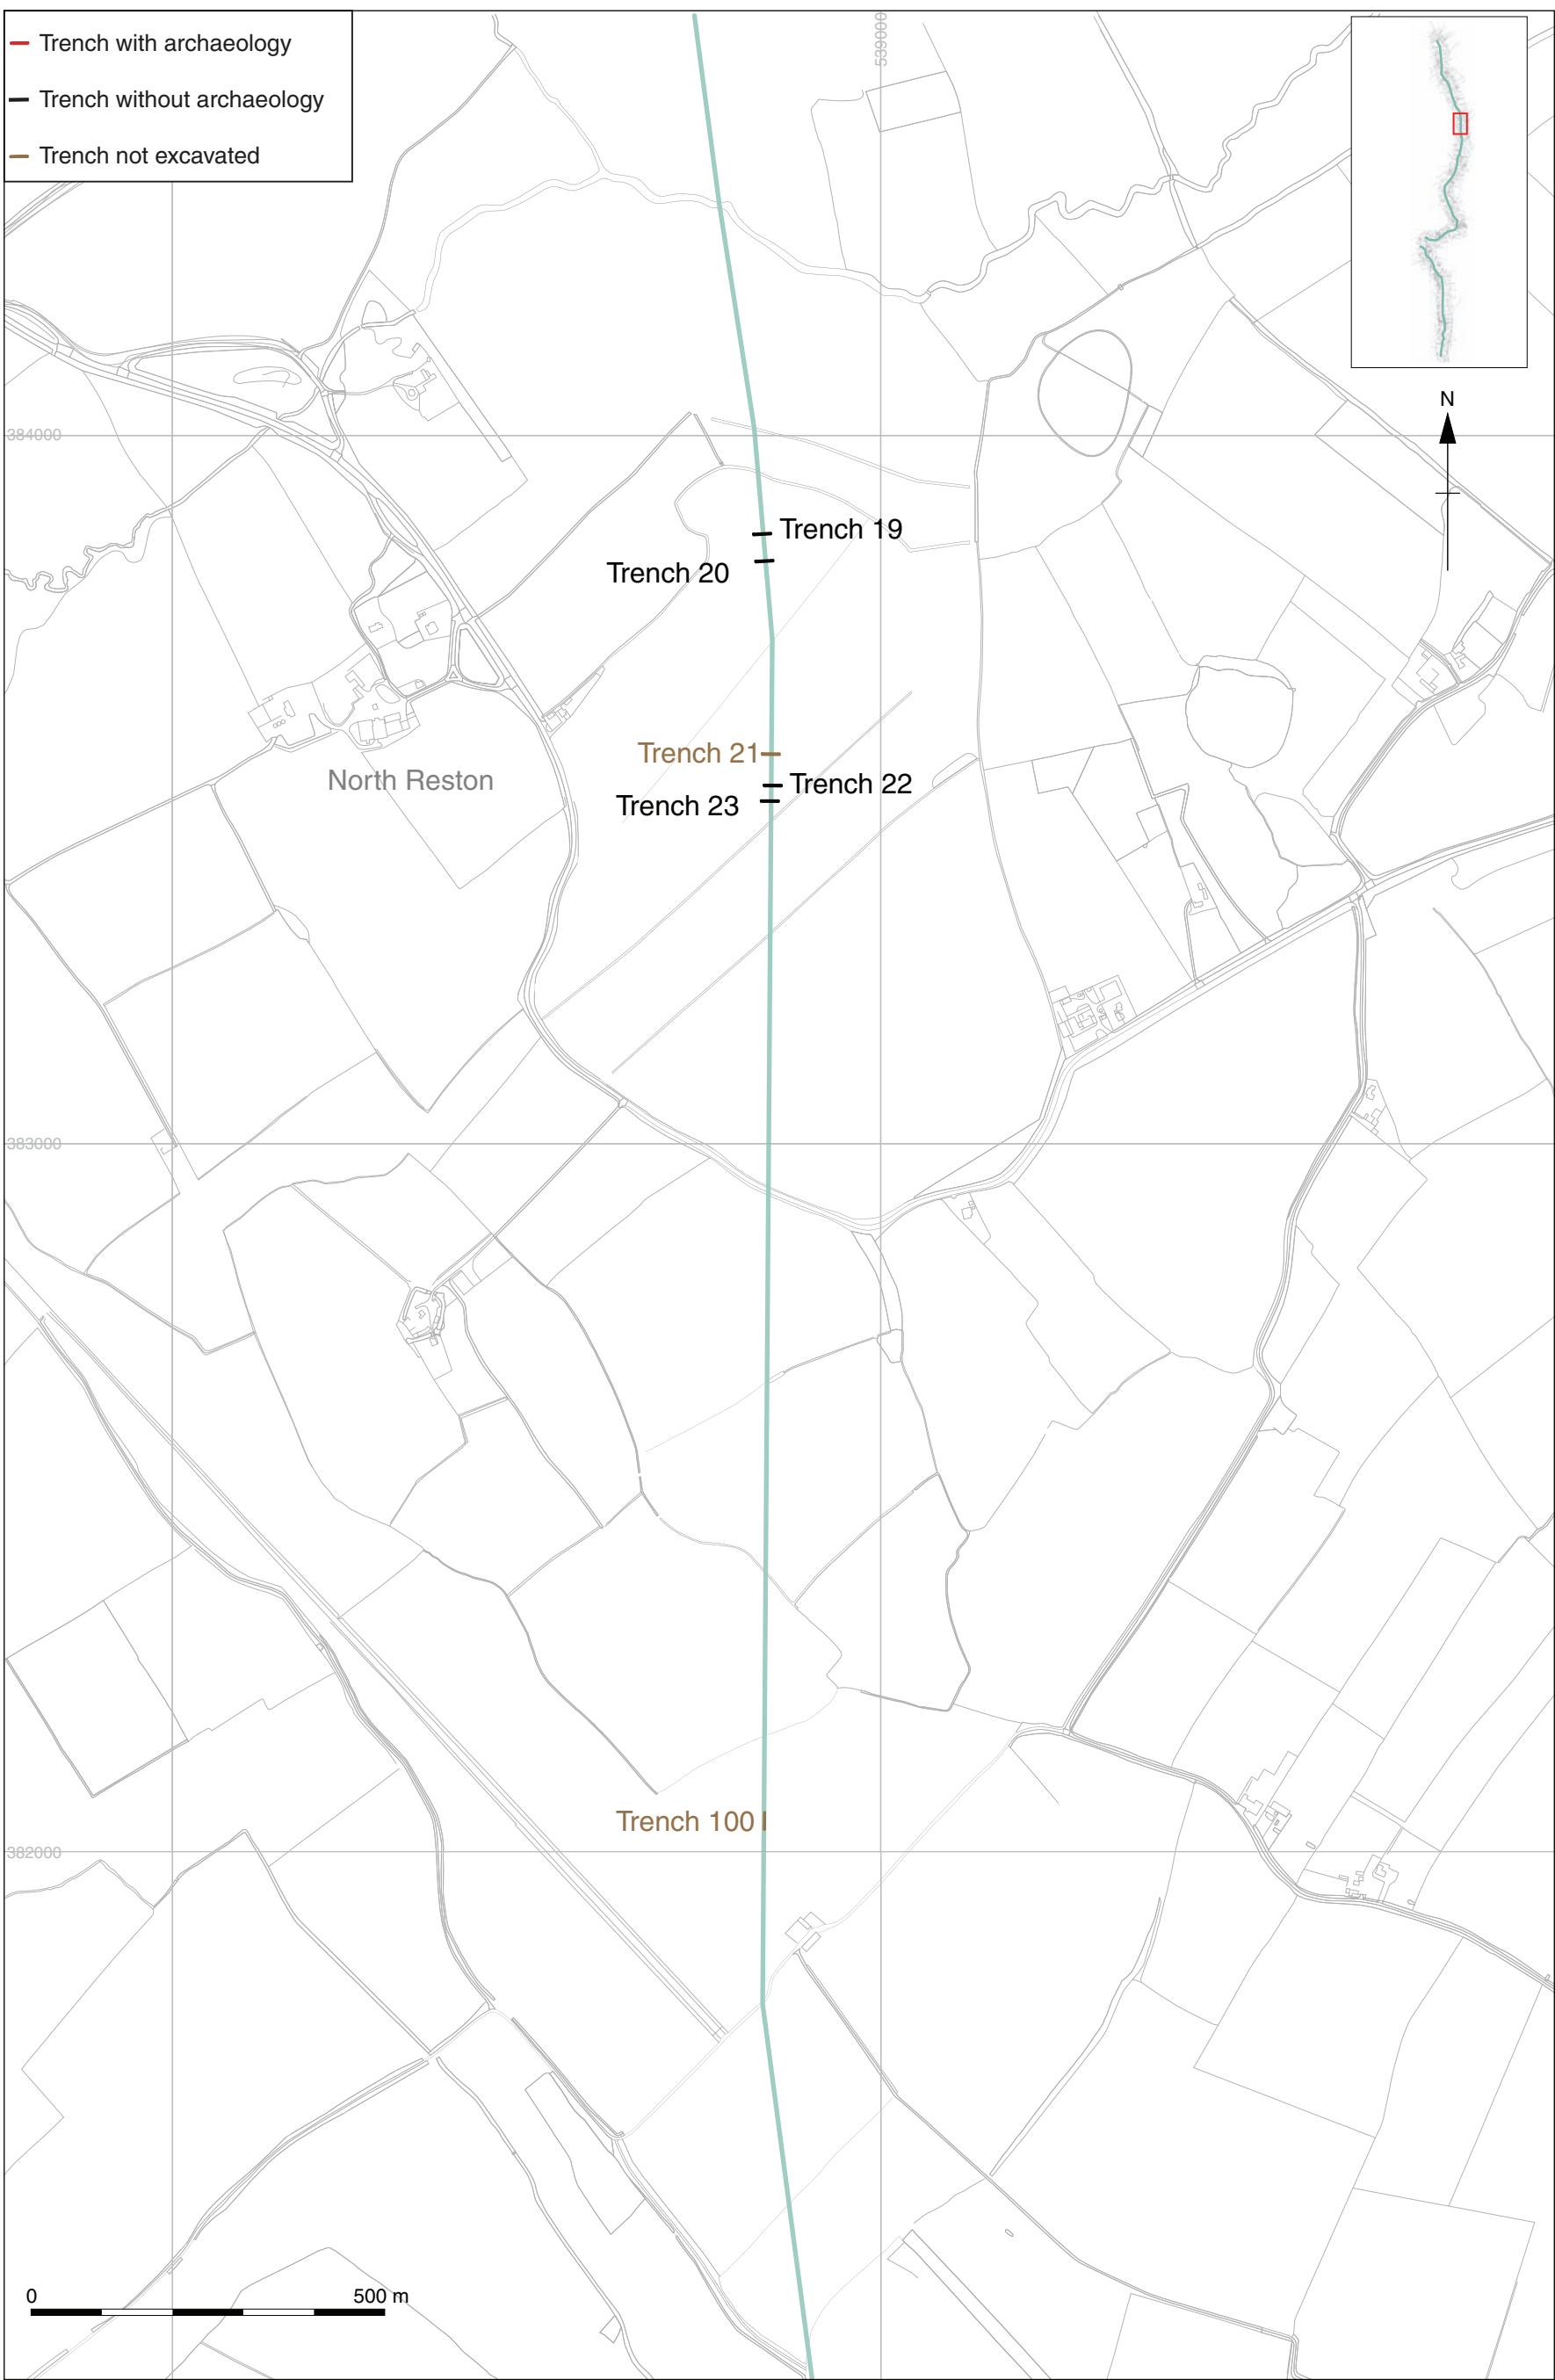 Trench with archaeology
Trench without archaeology
Trench not excavated
539000
N
384000
Trench 19
Trench 20
Trench 21
North Reston
Trench 22
Trench 23
383000
Trench 100
382000
0 500 m